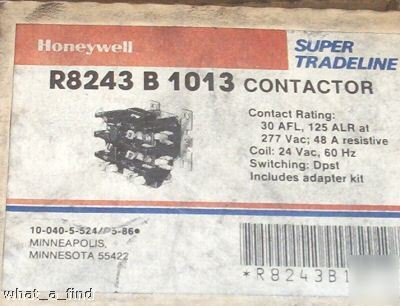 Honeywell
SUPER
TRADELINE
R8243 B 1013 CONTACTOR
Contact Rating:
30 AFL, 125 ALR at
277 Vac; 48 A resistive
Coil: 24 Vac, 60 Hz
Switching: Dpst
Includes adapter kit
MINNEAPOLIS,
MINNESOTA 55422
*R8243B1
what_a_find